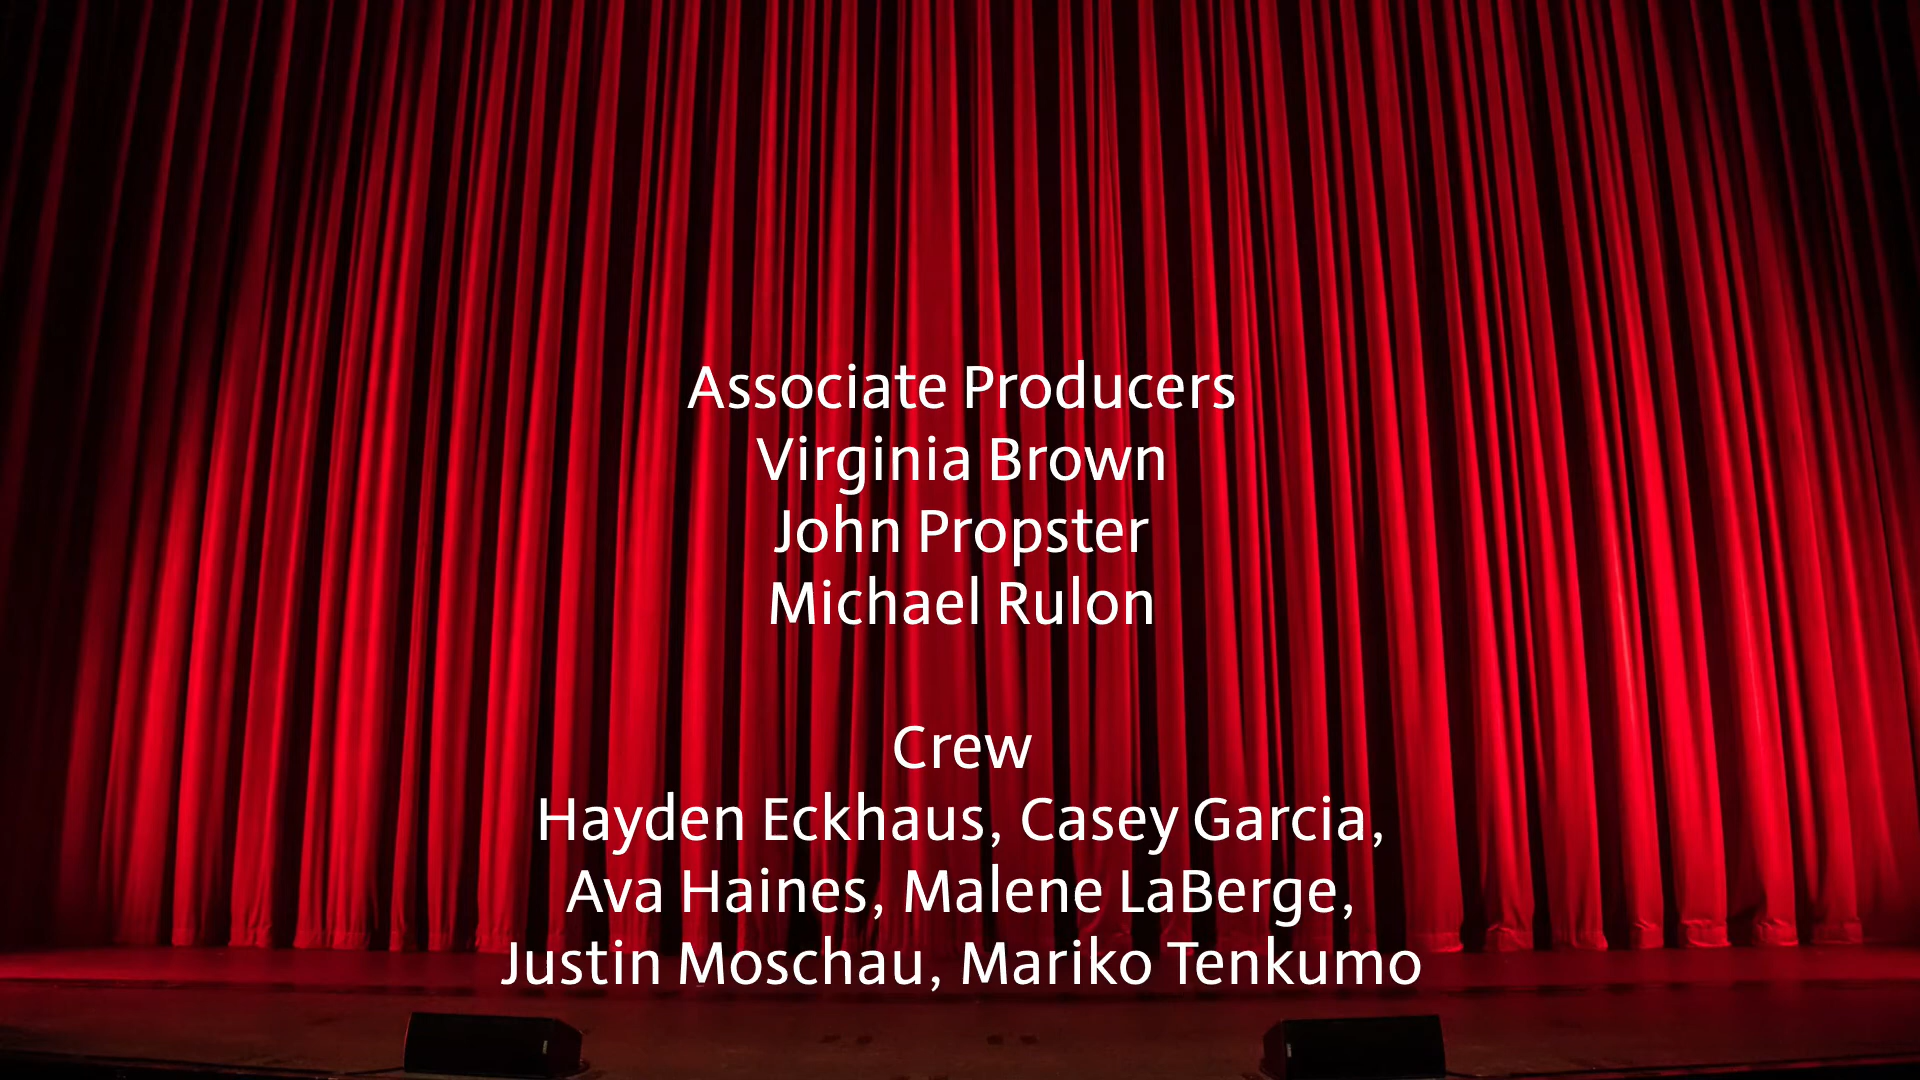 Associate Producers
Virginia Brown
John Propster
Michael Rulon
Crew
Hayden Eckhaus, Casey Garcia,
Ava Haines, Malene LaBerge,
Justin Moschau, Mariko Tenkumo